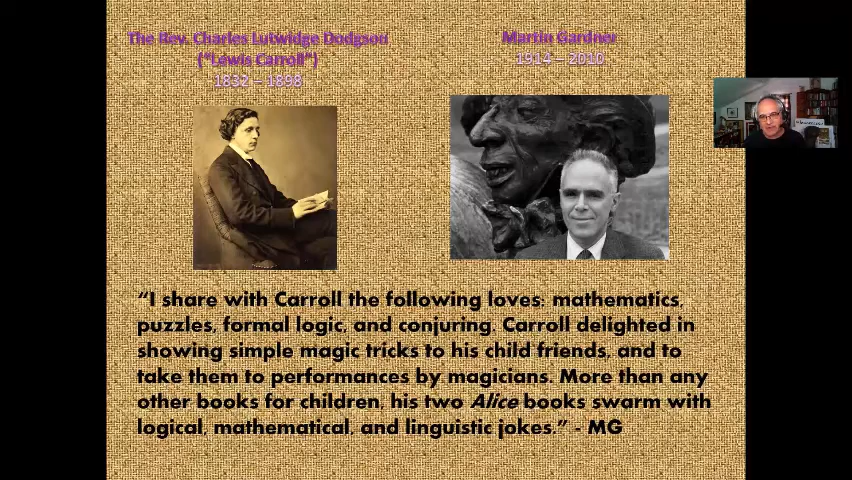 The Rev. Charles Lutwidge Dodgson
("Lewis Carroll")
1832 – 1898
Martin Gardner
1914 – 2010
"I share with Carroll the following loves: mathematics,
puzzles, formal logic, and conjuring. Carroll delighted in
showing simple magic tricks to his child friends, and to
take them to performances by magicians. More than any
other books for children, his two Alice books swarm with
logical, mathematical, and linguistic jokes." - MG